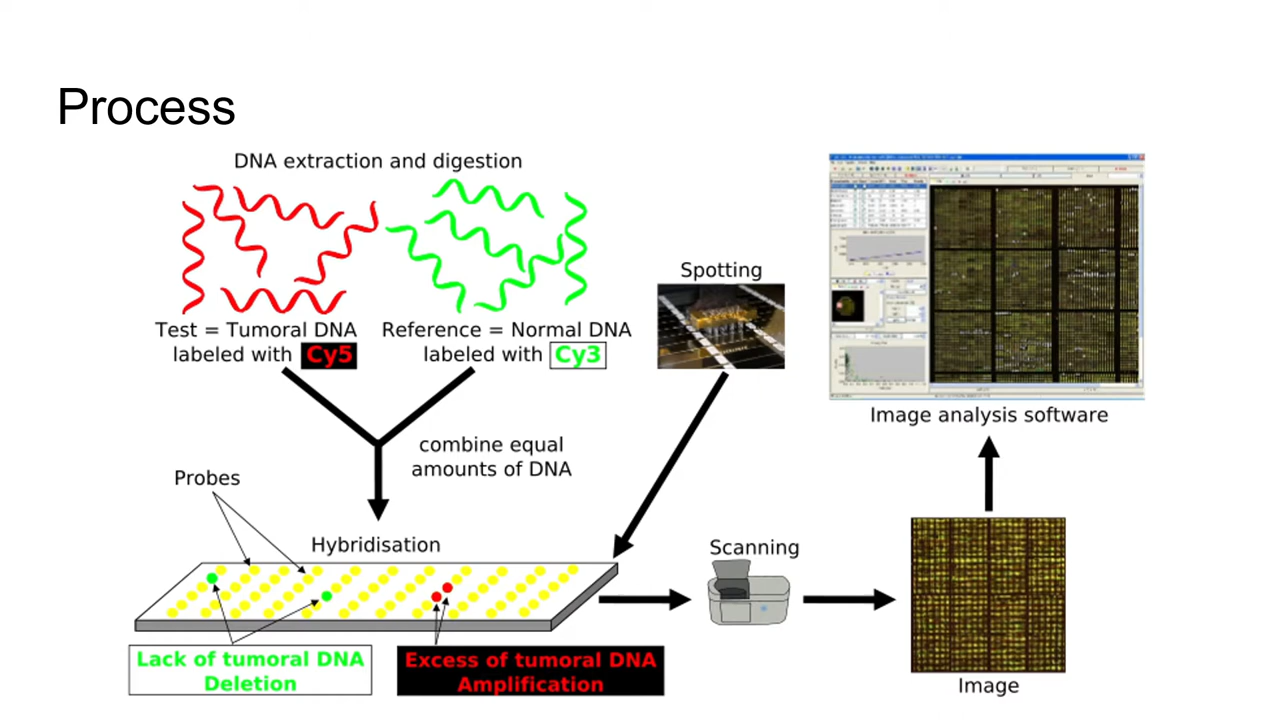 Process
DNA extraction and digestion
Test = Tumoral DNA
labeled with Cy5
Reference = Normal DNA
labeled with Cy3
Spotting
combine equal
amounts of DNA
Probes
Hybridisation
Lack of tumoral DNA
Deletion
Excess of tumoral DNA
Amplification
Scanning
Image
Image analysis software